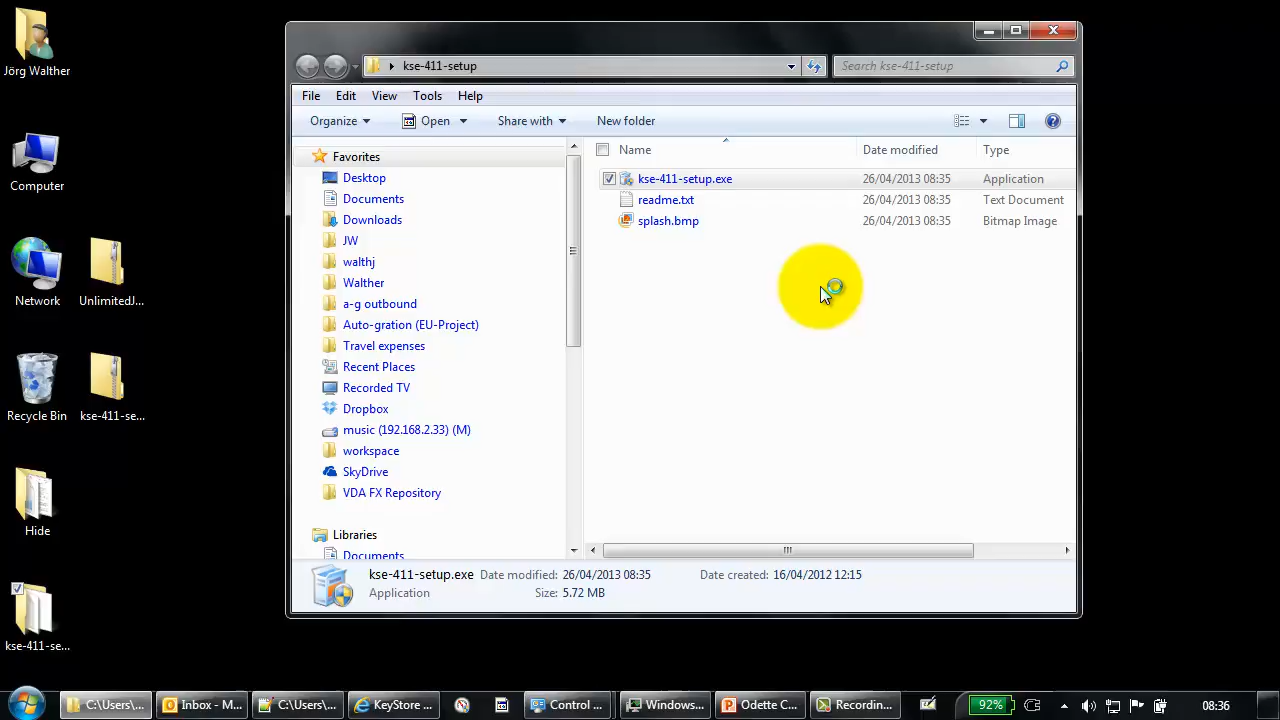 Jörg Walther
Computer
Network
UnlimitedJ...
Recycle Bin
kse-411-se...
Hide
kse-411-se...
kse-411-setup
Search kse-411-setup
File Edit View Tools Help
Organize Open Share with New folder
Favorites
Desktop
Documents
Downloads
JW
walthj
Walther
a-g outbound
Auto-gration (EU-Project)
Travel expenses
Recent Places
Recorded TV
Dropbox
music (192.168.2.33) (M)
workspace
SkyDrive
VDA FX Repository
Libraries
Documents
Name Date modified Type
kse-411-setup.exe 26/04/2013 08:35 Application
readme.txt 26/04/2013 08:35 Text Document
splash.bmp 26/04/2013 08:35 Bitmap Image
kse-411-setup.exe Date modified: 26/04/2013 08:35 Date created: 16/04/2012 12:15
Application Size: 5.72 MB
C:\Users\... Inbox - M... C:\Users\... KeyStore ... Control ... Windows... Odette C... Recordin... 92% 08:36